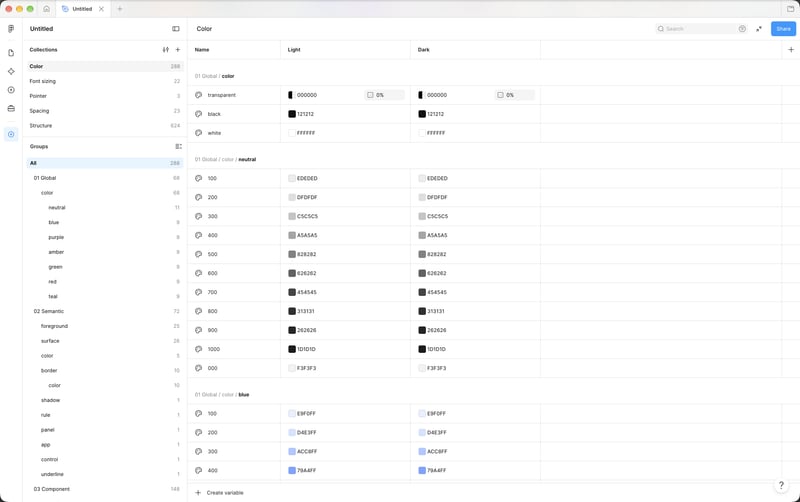 Untitled
Untitled
Collections
Color 288
Font sizing 22
Pointer 3
Spacing 23
Structure 624
Groups
All 288
01 Global 68
color 68
neutral 11
blue 9
purple 9
amber 9
green 9
red 9
teal 9
02 Semantic 72
foreground 25
surface 26
color 5
border 10
color 10
shadow 1
rule 1
panel 1
app 1
control 1
underline 1
03 Component 148
Color
Search
Share
Name Light Dark
01 Global / color
transparent 000000 0% 000000 0%
black 121212 121212
white FFFFFF FFFFFF
01 Global / color / neutral
100 EDEDED EDEDED
200 DFDFDF DFDFDF
300 C5C5C5 C5C5C5
400 A5A5A5 A5A5A5
500 828282 828282
600 626262 626262
700 454545 454545
800 313131 313131
900 262626 262626
1000 1D1D1D 1D1D1D
000 F3F3F3 F3F3F3
01 Global / color / blue
100 E9F0FF E9F0FF
200 D4E3FF D4E3FF
300 ACC6FF ACC6FF
400 79A4FF 79A4FF
Create variable
?